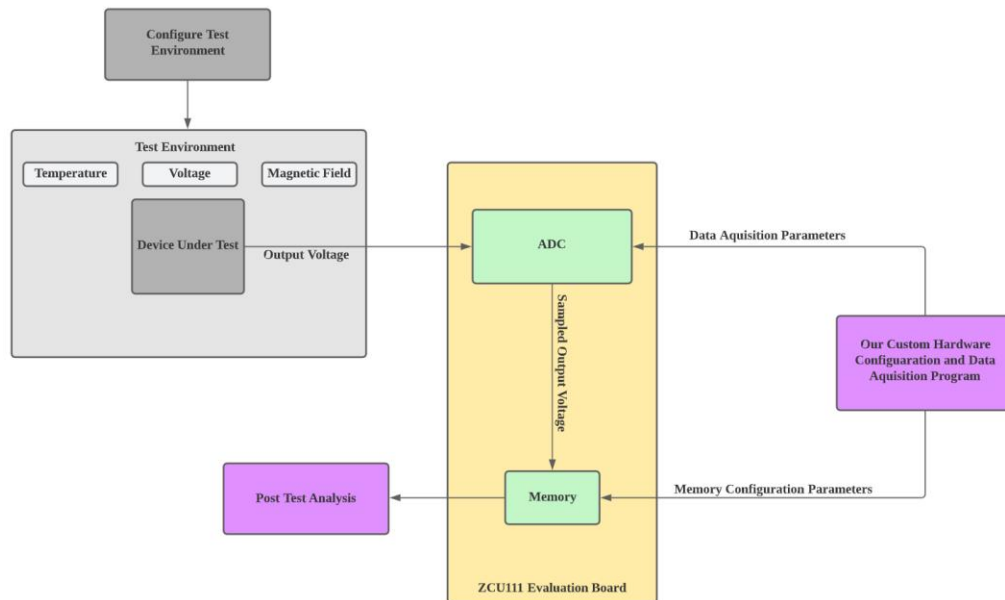 Configure Test
Environment
Test Environment
Temperature
Voltage
Magnetic Field
Device Under Test
Output Voltage
ADC
Data Aquisition Parameters
Sampled Output Voltage
Our Custom Hardware
Configuaration and Data
Aquisition Program
Post Test Analysis
Memory
Memory Configuration Parameters
ZCU111 Evaluation Board